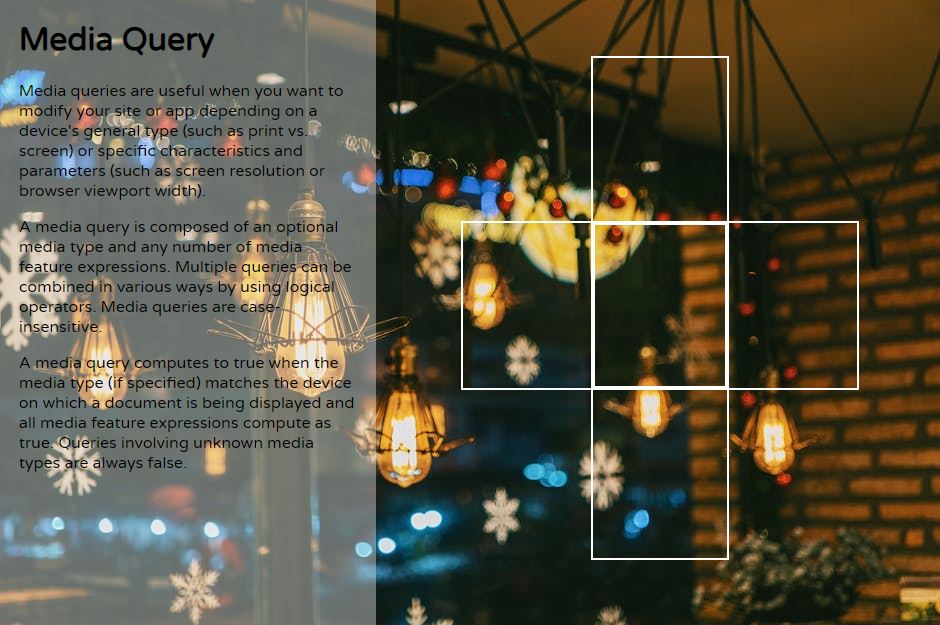 Media Query
Media queries are useful when you want to
modify your site or app depending on a
device's general type (such as print vs.
screen) or specific characteristics and
parameters (such as screen resolution or
browser viewport width).
A media query is composed of an optional
media type and any number of media
feature expressions. Multiple queries can be
combined in various ways by using logical
operators. Media queries are case-
insensitive.
A media query computes to true when the
media type (if specified) matches the device
on which a document is being displayed and
all media feature expressions compute as
true. Queries involving unknown media
types are always false.